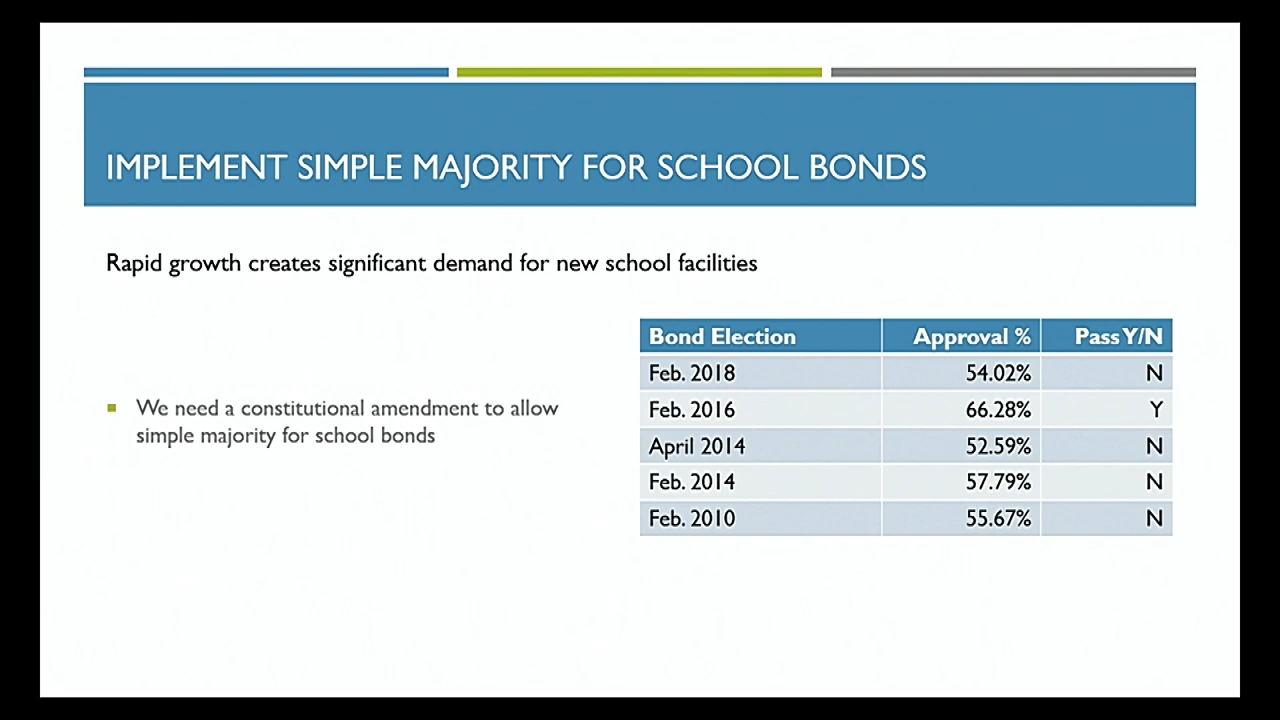 IMPLEMENT SIMPLE MAJORITY FOR SCHOOL BONDS
Rapid growth creates significant demand for new school facilities
We need a constitutional amendment to allow
simple majority for school bonds
Bond Election Approval % Pass Y/N
Feb. 2018 54.02% N
Feb. 2016 66.28% Y
April 2014 52.59% N
Feb. 2014 57.79% N
Feb. 2010 55.67% N